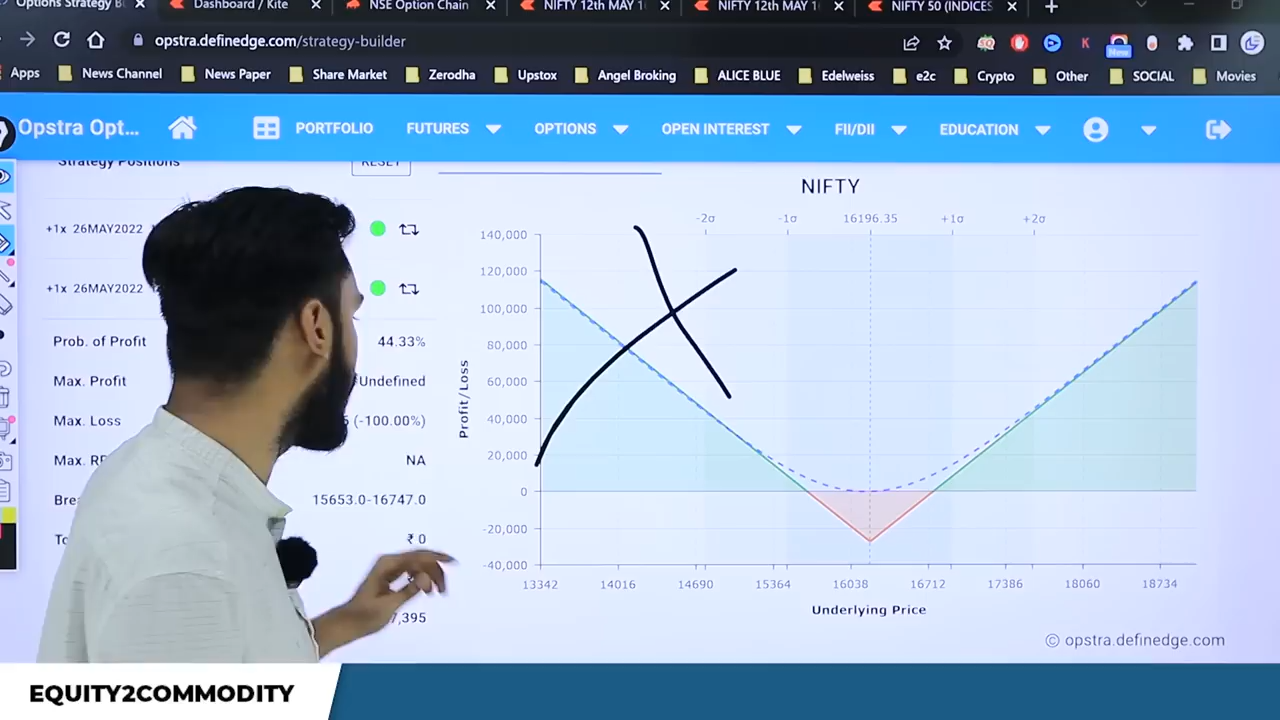 Options Strategy B
Dashboard / Kite
NSE Option Chain
NIFTY 12th MAY 1
NIFTY 12th MAY 1
NIFTY 50 (INDICES
opstra.definedge.com/strategy-builder
New
Apps
News Channel
News Paper
Share Market
Zerodha
Upstox
Angel Broking
ALICE BLUE
Edelweiss
e2c
Crypto
Other
SOCIAL
Movies
Opstra Opt...
PORTFOLIO
FUTURES
OPTIONS
OPEN INTEREST
FII/DII
EDUCATION
Strategy Positions
RESET
+1x 26MAY2022
+1x 26MAY2022
Prob. of Profit 44.33%
Max. Profit Undefined
Max. Loss (-100.00%)
NA
15653.0-16747.0
₹ 0
7,395
NIFTY
-2σ -1σ 16196.35 +1σ +2σ
140,000
120,000
100,000
80,000
60,000
40,000
20,000
0
-20,000
-40,000
Profit/Loss
13342 14016 14690 15364 16038 16712 17386 18060 18734
Underlying Price
© opstra.definedge.com
EQUITY2COMMODITY